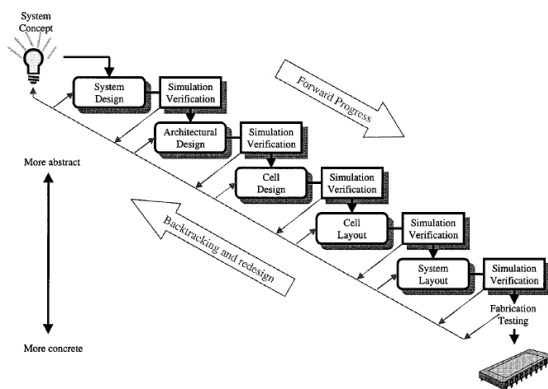 System
Concept
System
Design
Simulation
Verification
Forward Progress
Architectural
Design
Simulation
Verification
More abstract
Cell
Design
Simulation
Verification
Backtracking and redesign
Cell
Layout
Simulation
Verification
System
Layout
Simulation
Verification
Fabrication
Testing
More concrete